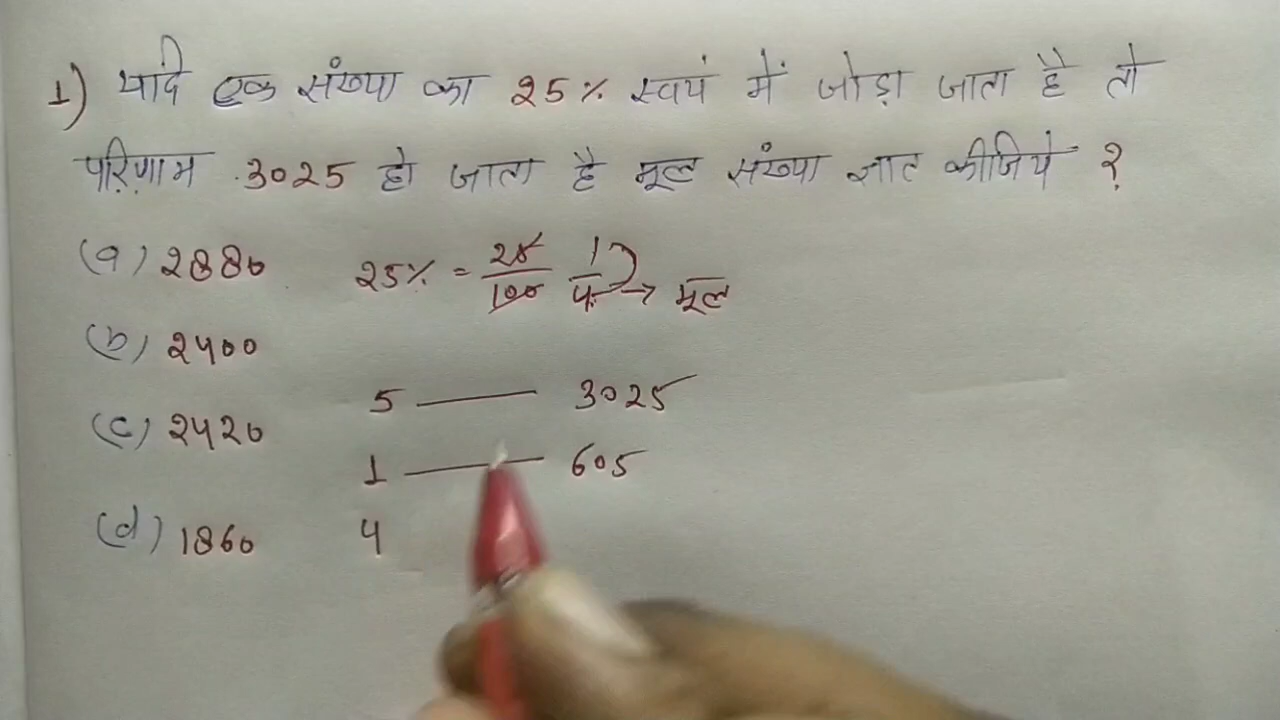 1) यदि एक संख्या का 25% स्वयं में जोड़ा जाता है तो
परिणाम 3025 हो जाता है मूल संख्या ज्ञात कीजिये ?
(a) 2880
25% = 25/100 1/4 → मूल
(b) 2400
5 — 3025
(c) 2420
1 — 605
(d) 1860
4